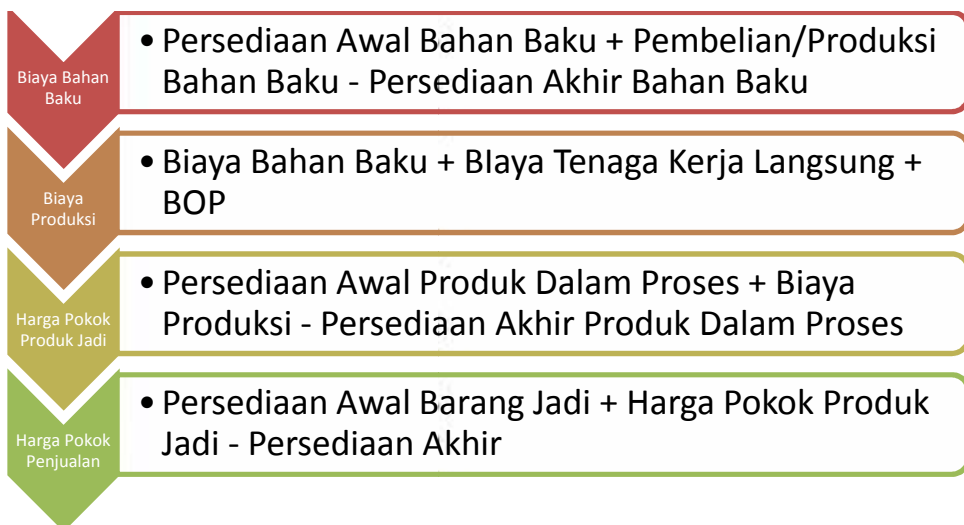 Biaya Bahan
Baku
• Persediaan Awal Bahan Baku + Pembelian/Produksi
Bahan Baku - Persediaan Akhir Bahan Baku
Biaya
Produksi
• Biaya Bahan Baku + BIaya Tenaga Kerja Langsung +
BOP
Harga Pokok
Produk Jadi
• Persediaan Awal Produk Dalam Proses + Biaya
Produksi - Persediaan Akhir Produk Dalam Proses
Harga Pokok
Penjualan
• Persediaan Awal Barang Jadi + Harga Pokok Produk
Jadi - Persediaan Akhir